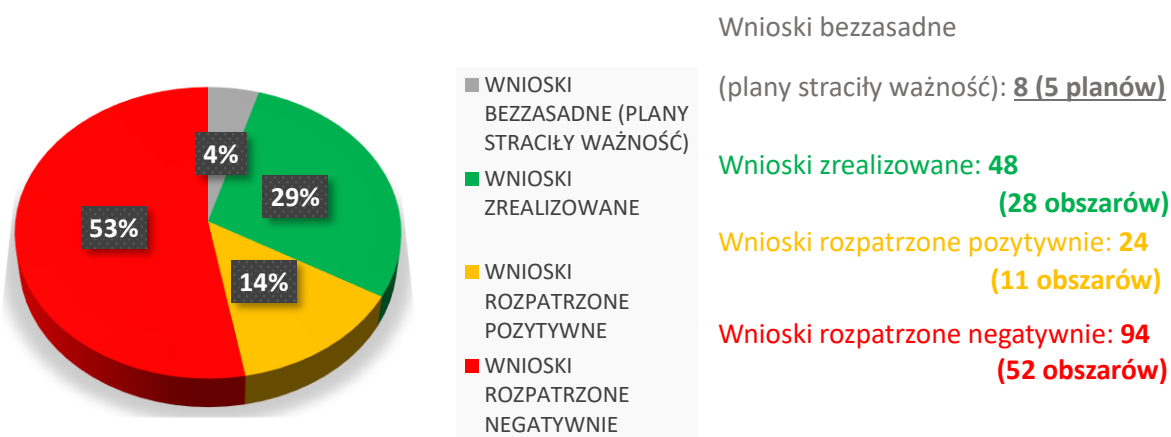 4%
29%
53%
14%
WNIOSKI
BEZZASADNE (PLANY
STRACIŁY WAŻNOŚĆ)
WNIOSKI
ZREALIZOWANE
WNIOSKI
ROZPATRZONE
POZYTYWNE
WNIOSKI
ROZPATRZONE
NEGATYWNIE
Wnioski bezzasadne
(plany straciły ważność): 8 (5 planów)
Wnioski zrealizowane: 48
(28 obszarów)
Wnioski rozpatrzone pozytywnie: 24
(11 obszarów)
Wnioski rozpatrzone negatywnie: 94
(52 obszarów)